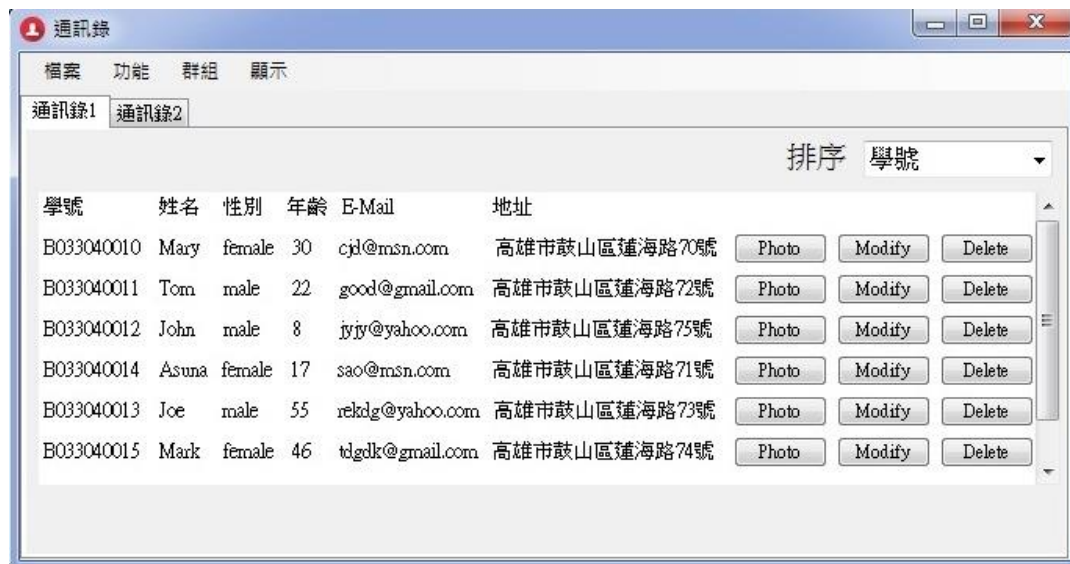 通訊錄
檔案 功能 群組 顯示
通訊錄1 通訊錄2
排序 學號
學號 姓名 性別 年齡 E-Mail 地址
B033040010 Mary female 30 cjd@msn.com 高雄市鼓山區蓮海路70號 Photo Modify Delete
B033040011 Tom male 22 good@gmail.com 高雄市鼓山區蓮海路72號 Photo Modify Delete
B033040012 John male 8 jyjy@yahoo.com 高雄市鼓山區蓮海路75號 Photo Modify Delete
B033040014 Asuna female 17 sao@msn.com 高雄市鼓山區蓮海路71號 Photo Modify Delete
B033040013 Joe male 55 rekdg@yahoo.com 高雄市鼓山區蓮海路73號 Photo Modify Delete
B033040015 Mark female 46 tdgdk@gmail.com 高雄市鼓山區蓮海路74號 Photo Modify Delete